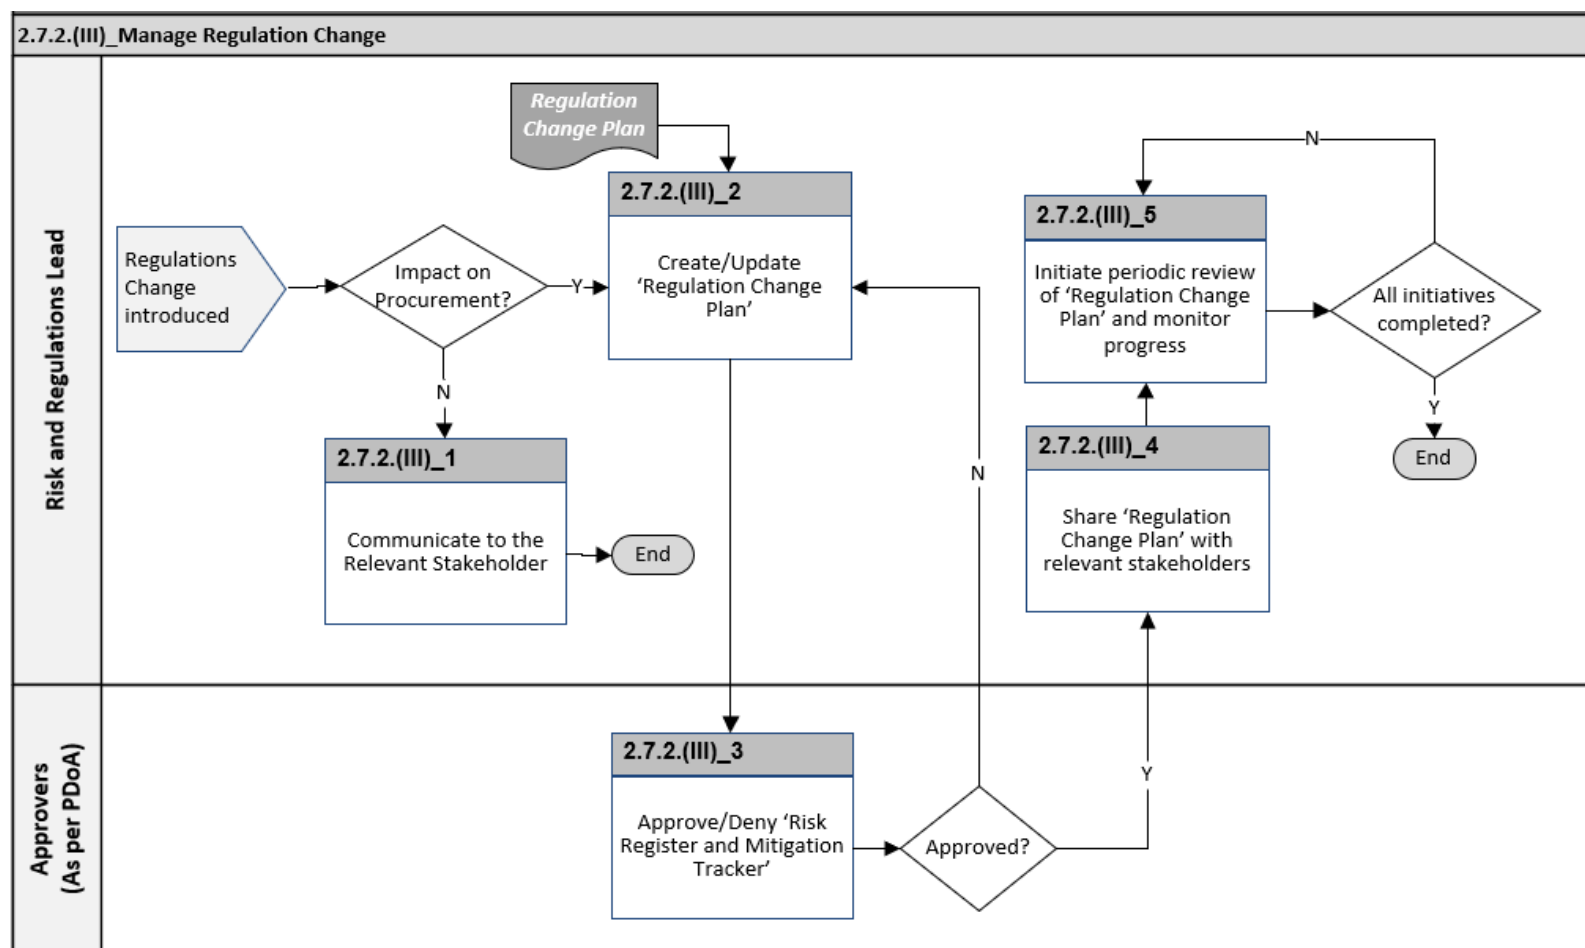 2.7.2.(III)_Manage Regulation Change
Risk and Regulations Lead
Regulations
Change
introduced
Impact on
Procurement?
Y
N
2.7.2.(III)_1
Communicate to the
Relevant Stakeholder
End
Regulation
Change Plan
2.7.2.(III)_2
Create/Update
‘Regulation Change
Plan’
N
2.7.2.(III)_5
Initiate periodic review
of ‘Regulation Change
Plan’ and monitor
progress
N
All initiatives
completed?
Y
End
2.7.2.(III)_4
Share ‘Regulation
Change Plan’ with
relevant stakeholders
Approvers
(As per PDoA)
2.7.2.(III)_3
Approve/Deny ‘Risk
Register and Mitigation
Tracker’
Approved?
Y